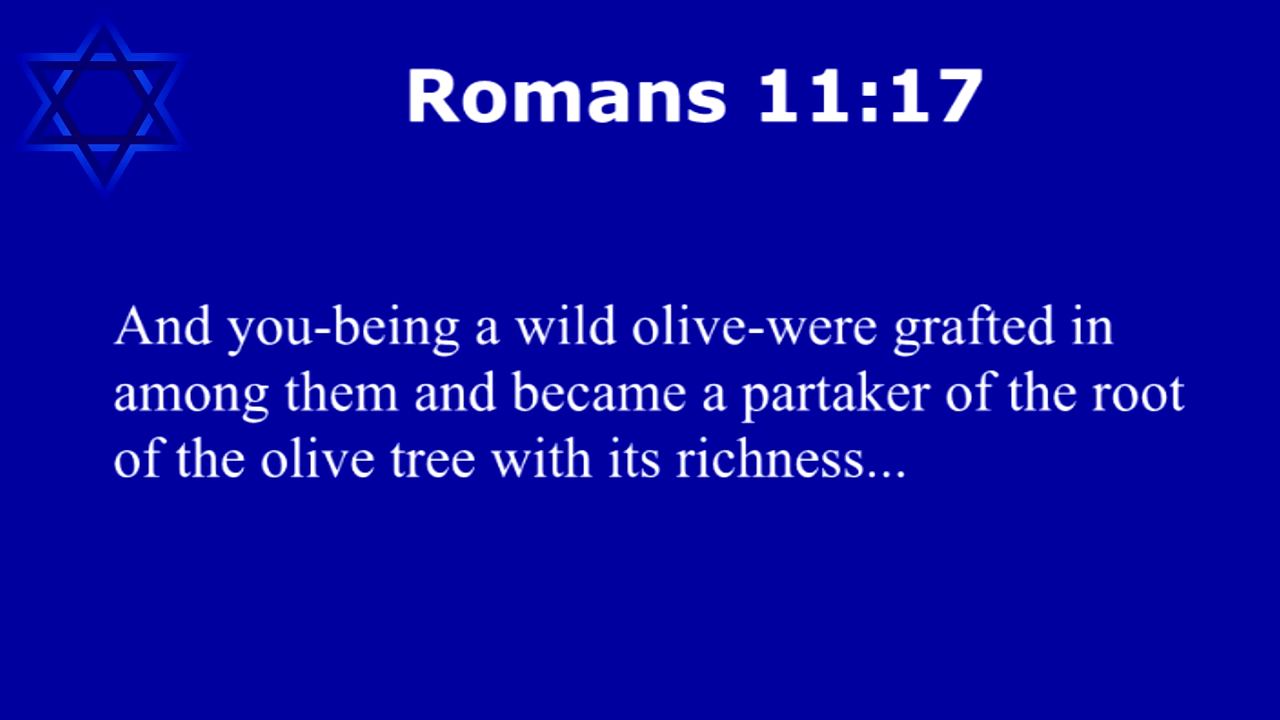 Romans 11:17
And you-being a wild olive-were grafted in
among them and became a partaker of the root
of the olive tree with its richness...